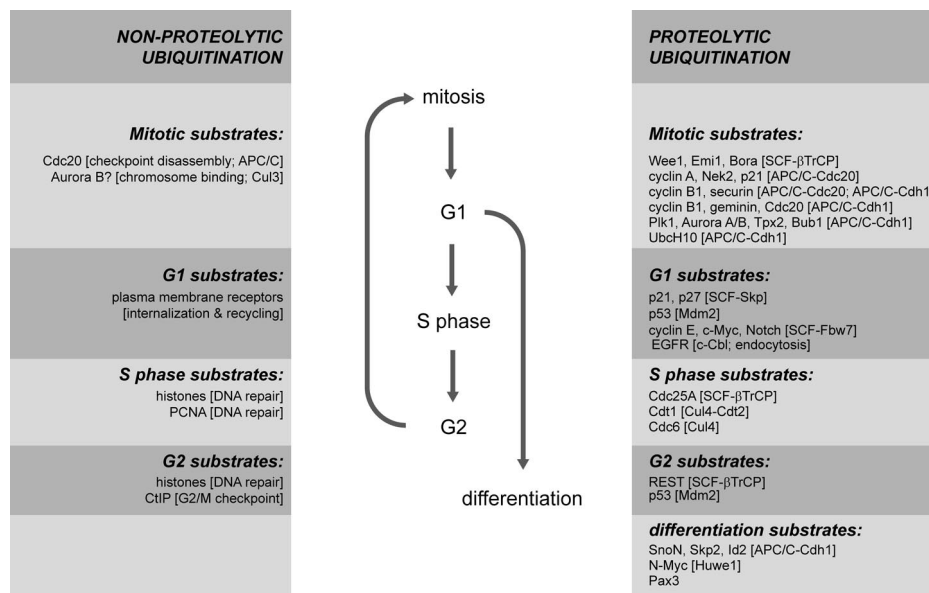 NON-PROTEOLYTIC
UBIQUITINATION
Mitotic substrates:
Cdc20 [checkpoint disassembly; APC/C]
Aurora B? [chromosome binding; Cul3]
G1 substrates:
plasma membrane receptors
[internalization & recycling]
S phase substrates:
histones [DNA repair]
PCNA [DNA repair]
G2 substrates:
histones [DNA repair]
CtIP [G2/M checkpoint]
mitosis
G1
S phase
G2
differentiation
PROTEOLYTIC
UBIQUITINATION
Mitotic substrates:
Wee1, Emi1, Bora [SCF-βTrCP]
cyclin A, Nek2, p21 [APC/C-Cdc20]
cyclin B1, securin [APC/C-Cdc20; APC/C-Cdh1
cyclin B1, geminin, Cdc20 [APC/C-Cdh1]
Plk1, Aurora A/B, Tpx2, Bub1 [APC/C-Cdh1]
UbcH10 [APC/C-Cdh1]
G1 substrates:
p21, p27 [SCF-Skp]
p53 [Mdm2]
cyclin E, c-Myc, Notch [SCF-Fbw7]
EGFR [c-Cbl; endocytosis]
S phase substrates:
Cdc25A [SCF-βTrCP]
Cdt1 [Cul4-Cdt2]
Cdc6 [Cul4]
G2 substrates:
REST [SCF-βTrCP]
p53 [Mdm2]
differentiation substrates:
SnoN, Skp2, Id2 [APC/C-Cdh1]
N-Myc [Huwe1]
Pax3